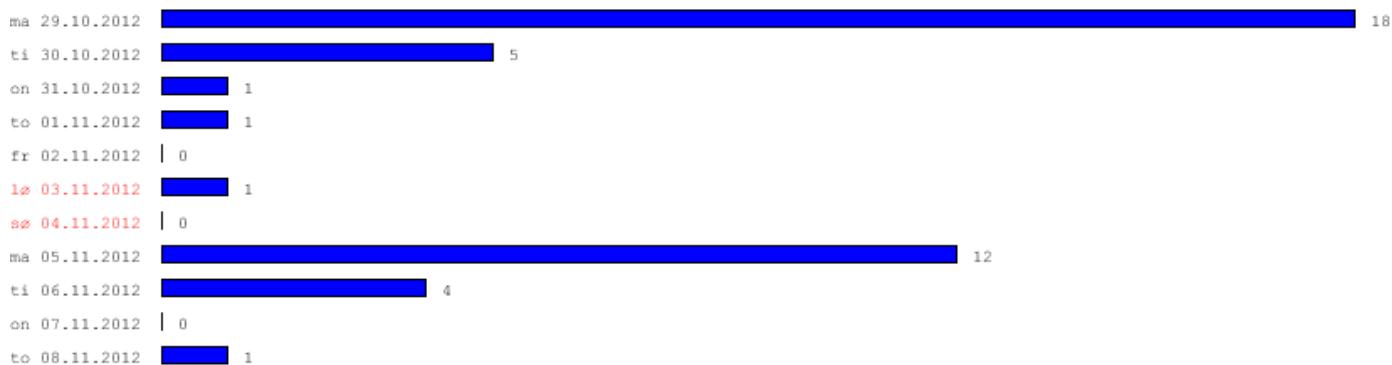 ma 29.10.2012 18
ti 30.10.2012 5
on 31.10.2012 1
to 01.11.2012 1
fr 02.11.2012 0
lø 03.11.2012 1
sø 04.11.2012 0
ma 05.11.2012 12
ti 06.11.2012 4
on 07.11.2012 0
to 08.11.2012 1